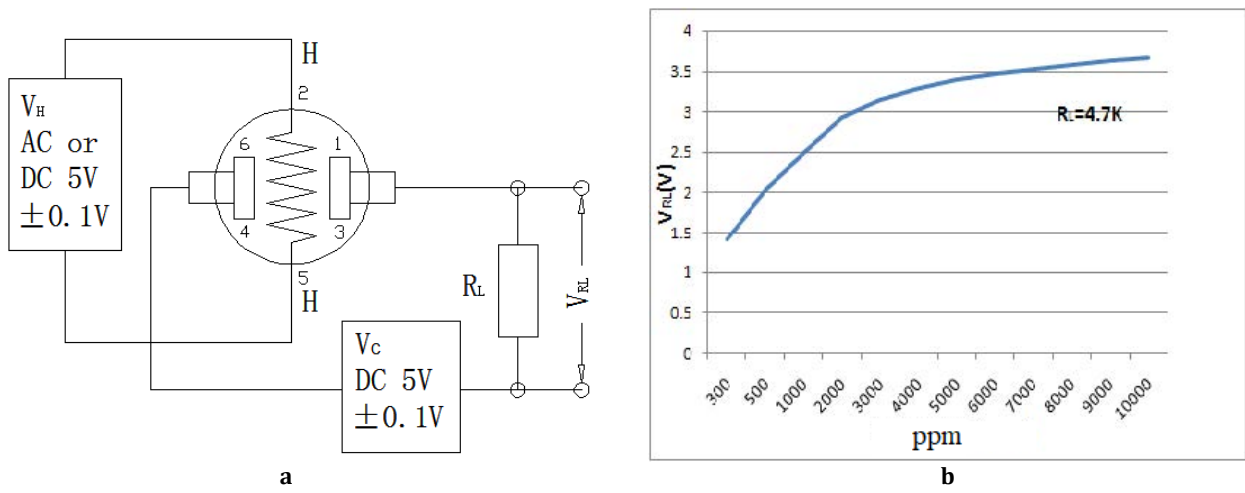 H
2
VH
AC or
DC 5V
±0.1V
6
1
4
3
5
H
RL
VRL
VC
DC 5V
±0.1V
a
4
3.5
3
2.5
2
1.5
1
0.5
0
VRL(V)
RL=4.7K
300
500
1000
2000
3000
4000
5000
6000
7000
8000
9000
10000
ppm
b